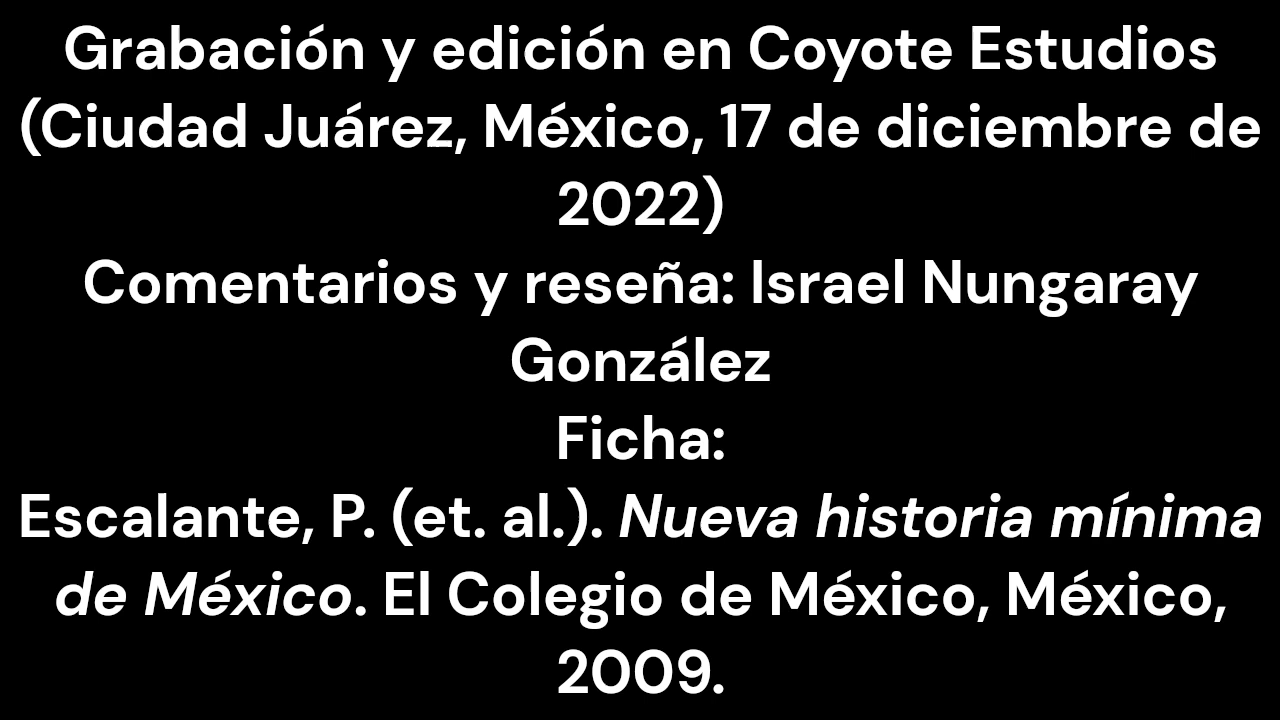 Grabación y edición en Coyote Estudios
(Ciudad Juárez, México, 17 de diciembre de
2022)
Comentarios y reseña: Israel Nungaray
González
Ficha:
Escalante, P. (et. al.). Nueva historia mínima
de México. El Colegio de México, México,
2009.